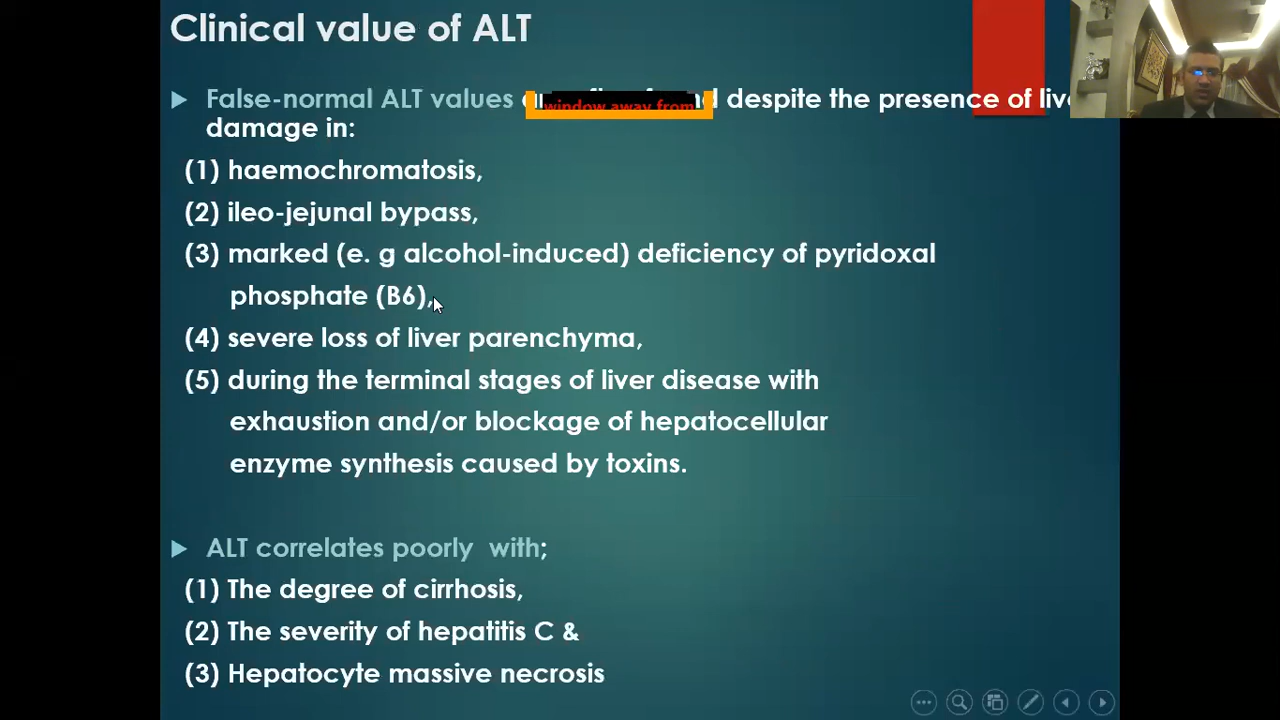 Clinical value of ALT
False-normal ALT values despite the presence of
window away from
damage in:
(1) haemochromatosis,
(2) ileo-jejunal bypass,
(3) marked (e. g alcohol-induced) deficiency of pyridoxal
phosphate (B6),
(4) severe loss of liver parenchyma,
(5) during the terminal stages of liver disease with
exhaustion and/or blockage of hepatocellular
enzyme synthesis caused by toxins.
ALT correlates poorly with;
(1) The degree of cirrhosis,
(2) The severity of hepatitis C &
(3) Hepatocyte massive necrosis